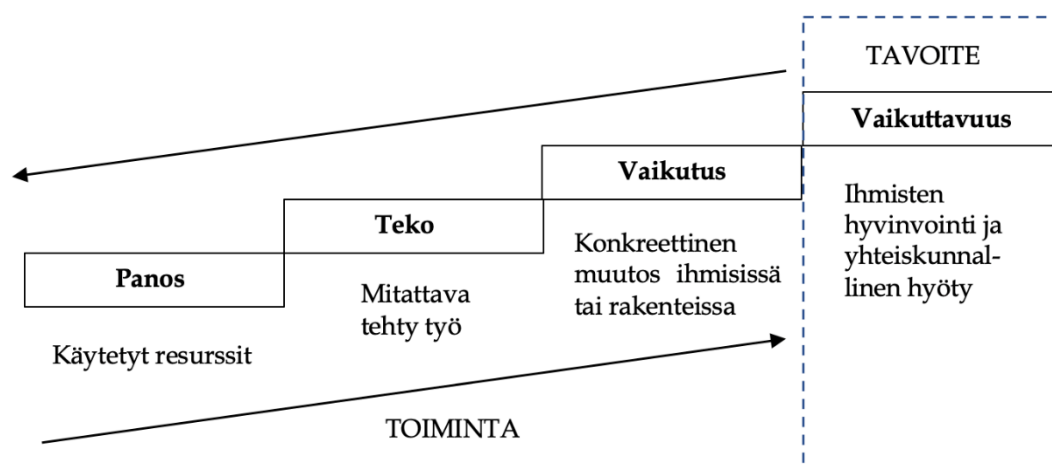 TAVOITE
Vaikuttavuus
Ihmisten
hyvinvointi ja
yhteiskunnal-
linen hyöty
Vaikutus
Konkreettinen
muutos ihmisissä
tai rakenteissa
Teko
Mitattava
tehty työ
Panos
Käytetyt resurssit
TOIMINTA